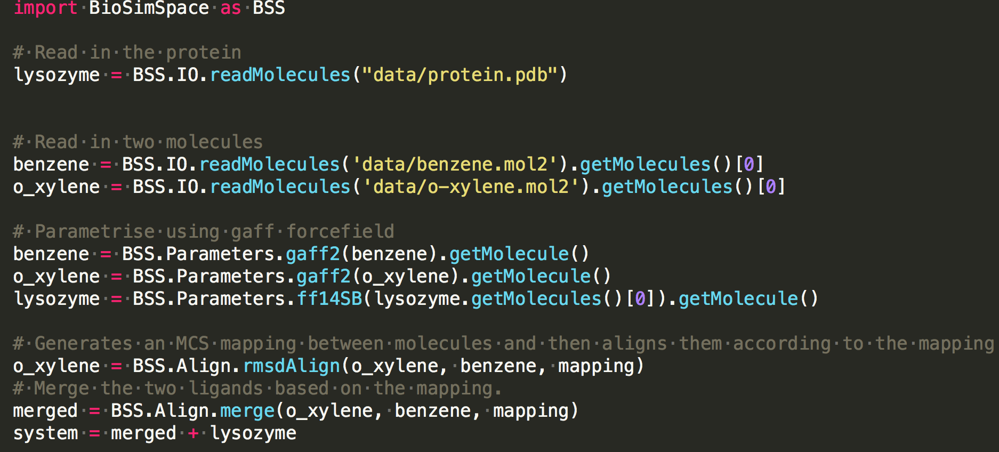 import BioSimSpace as BSS
# Read in the protein
lysozyme = BSS.IO.readMolecules("data/protein.pdb")
# Read in two molecules
benzene = BSS.IO.readMolecules('data/benzene.mol2').getMolecules()[0]
o_xylene = BSS.IO.readMolecules('data/o-xylene.mol2').getMolecules()[0]
# Parametrise using gaff forcefield
benzene = BSS.Parameters.gaff2(benzene).getMolecule()
o_xylene = BSS.Parameters.gaff2(o_xylene).getMolecule()
lysozyme = BSS.Parameters.ff14SB(lysozyme.getMolecules()[0]).getMolecule()
# Generates an MCS mapping between molecules and then aligns them according to the mapping
o_xylene = BSS.Align.rmsdAlign(o_xylene, benzene, mapping)
# Merge the two ligands based on the mapping.
merged = BSS.Align.merge(o_xylene, benzene, mapping)
system = merged + lysozyme